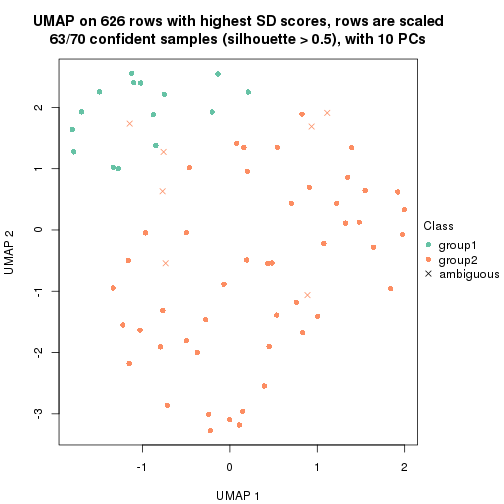 UMAP on 626 rows with highest SD scores, rows are scaled
63/70 confident samples (silhouette > 0.5), with 10 PCs
2
1
0
-1
-2
-3
UMAP 2
-1
0
1
2
UMAP 1
Class
group1
group2
ambiguous